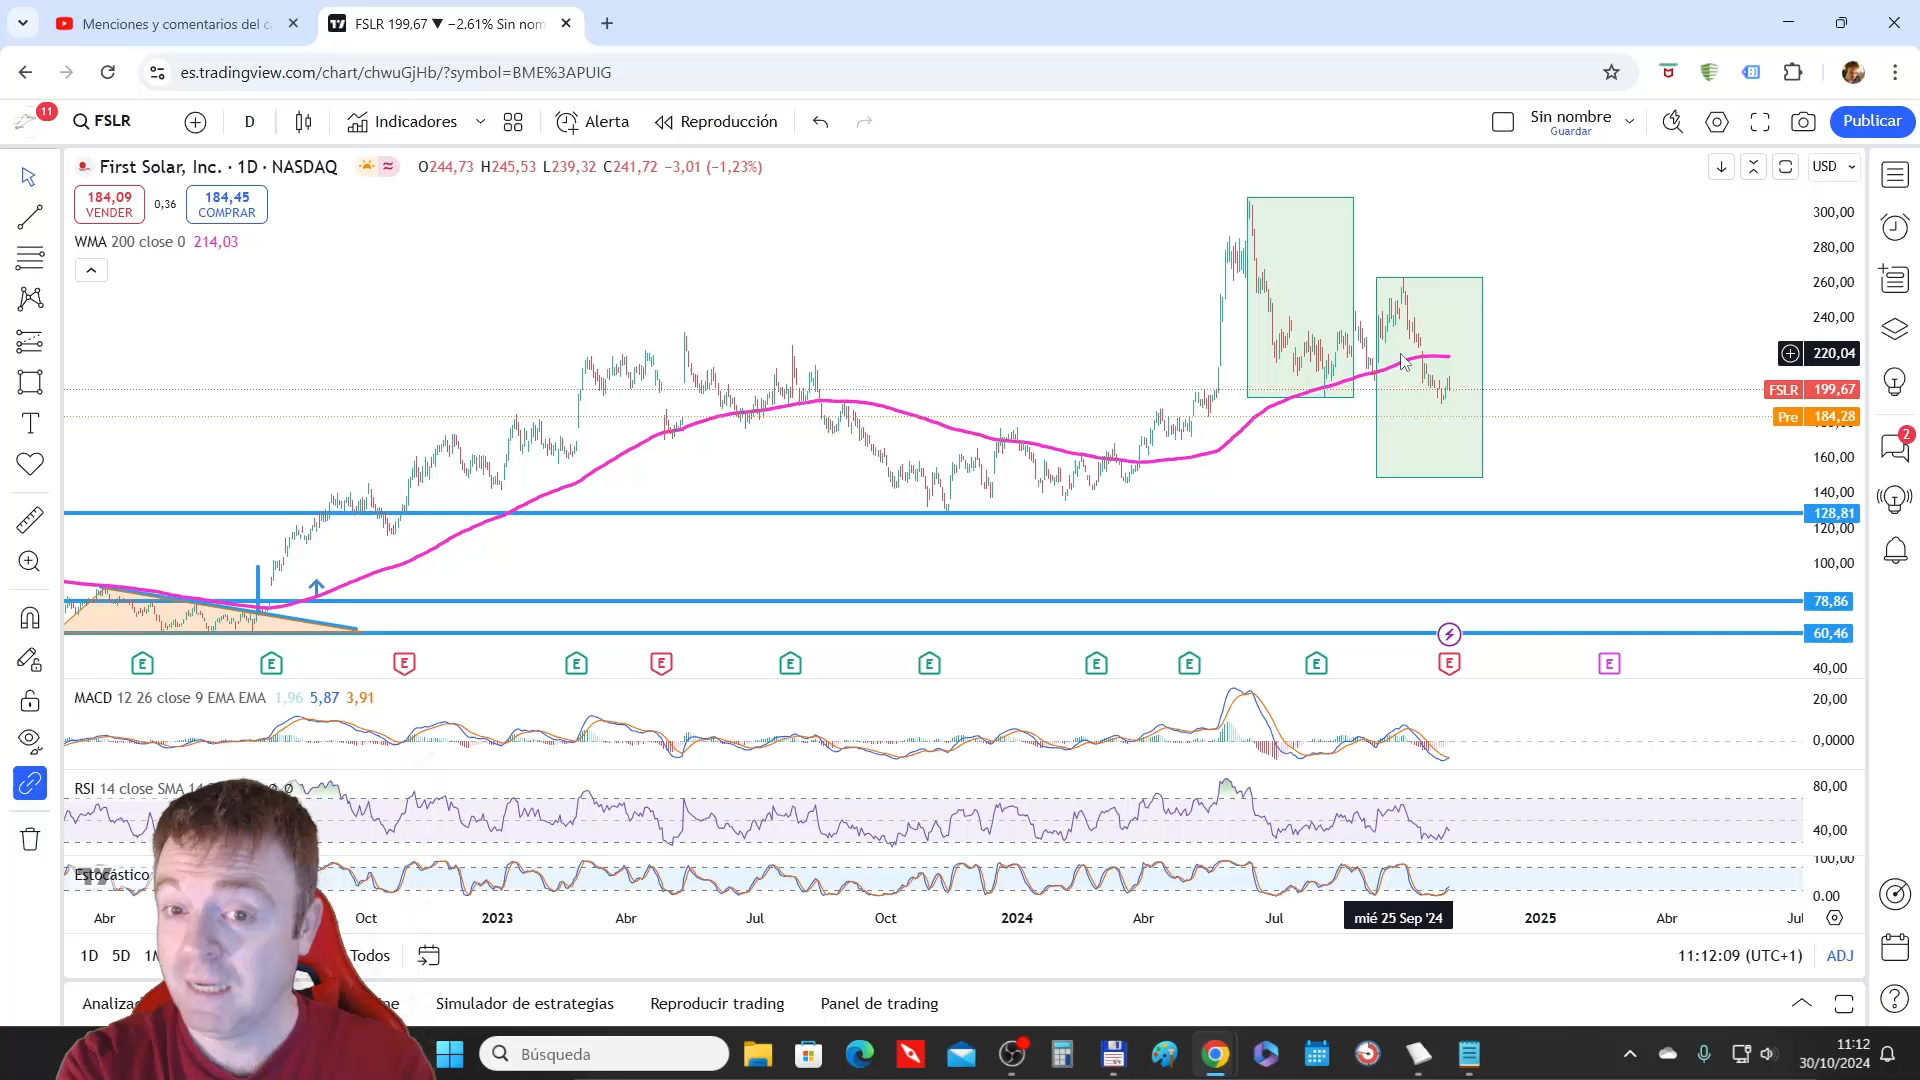 Menciones y comentarios del c
FSLR 199,67 ▼ −2.61% Sin nom
es.tradingview.com/chart/chwuGjHb/?symbol=BME%3APUIG
11
FSLR
D
Indicadores
Alerta
Reproducción
Sin nombre
Guardar
Publicar
First Solar, Inc. · 1D · NASDAQ
O244,73 H245,53 L239,32 C241,72 −3,01 (−1,23%)
USD
184,09
VENDER
0,36
184,45
COMPRAR
WMA 200 close 0 214,03
300,00
280,00
260,00
240,00
220,04
FSLR 199,67
Pre 184,28
160,00
140,00
128,81
120,00
100,00
78,86
60,46
40,00
E E E E E E E E E E E E
2
MACD 12 26 close 9 EMA EMA 1,96 5,87 3,91
20,00
0,0000
RSI 14 close SMA 14
80,00
40,00
Estocástico
100,00
0.00
Abr Oct 2023 Abr Jul Oct 2024 Abr Jul mié 25 Sep '24 2025 Abr Jul
1D 5D 1M Todos
11:12:09 (UTC+1) ADJ
Simulador de estrategias
Reproducir trading
Panel de trading
Búsqueda
11:12
30/10/2024